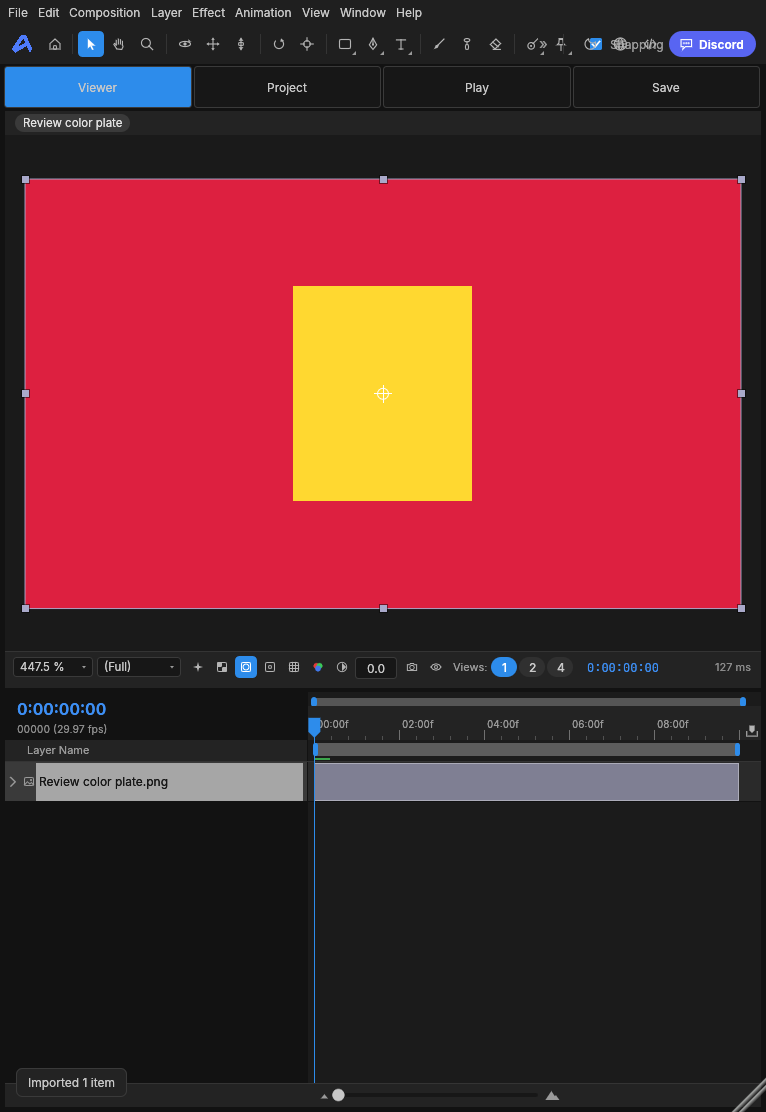 File Edit Composition Layer Effect Animation View Window Help
Snapping
Discord
Viewer Project Play Save
Review color plate
447.5 % (Full) 0.0 Views: 1 2 4 0:00:00:00 127 ms
0:00:00:00
00000 (29.97 fps)
00:00f 02:00f 04:00f 06:00f 08:00f
Layer Name
Review color plate.png
Imported 1 item